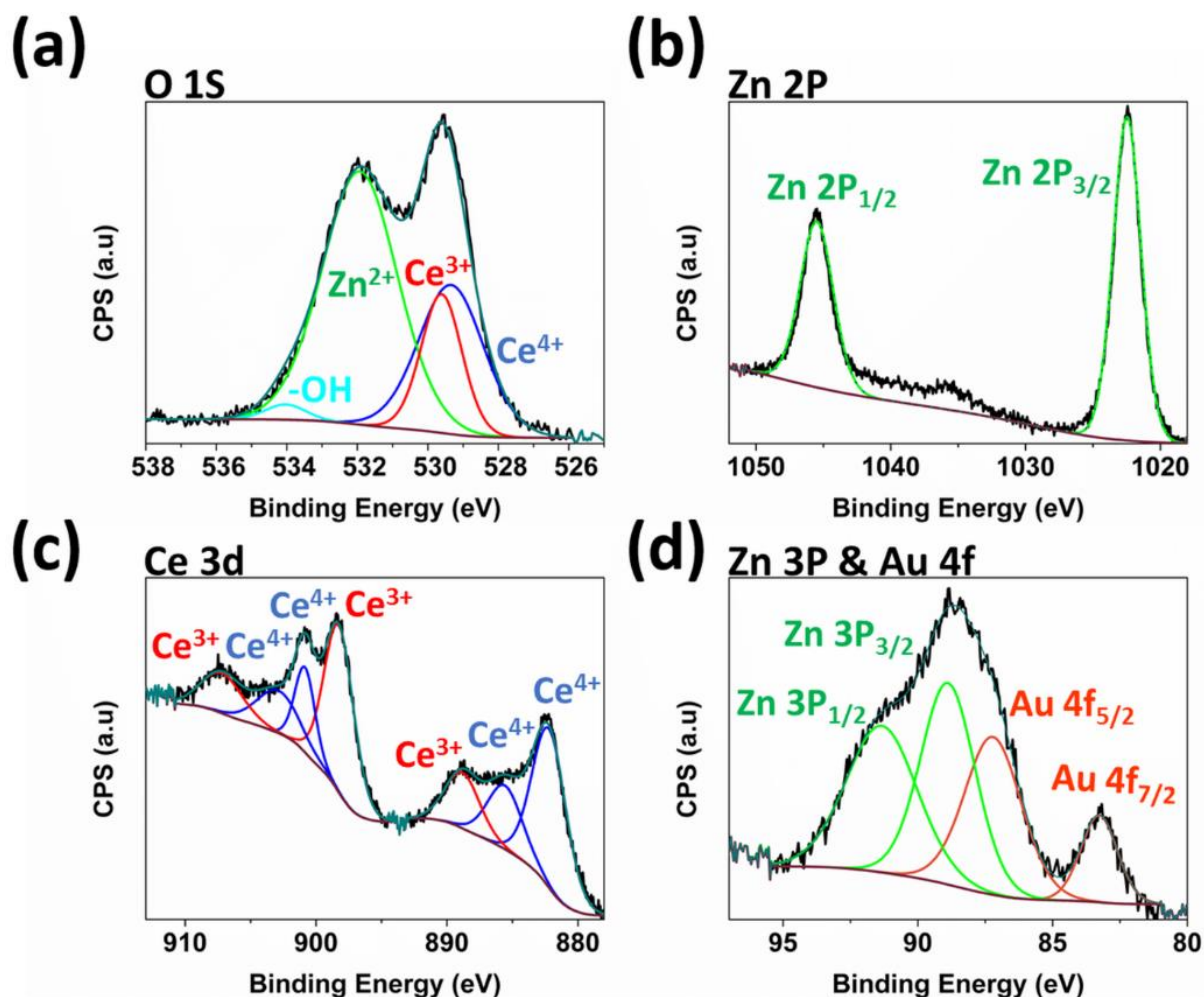 (a)
O 1S
CPS (a.u)
Zn²⁺
Ce³⁺
Ce⁴⁺
-OH
538 536 534 532 530 528 526
Binding Energy (eV)
(b)
Zn 2P
CPS (a.u)
Zn 2P₁/₂
Zn 2P₃/₂
1050 1040 1030 1020
Binding Energy (eV)
(c)
Ce 3d
CPS (a.u)
Ce³⁺
Ce⁴⁺
Ce⁴⁺
Ce³⁺
Ce³⁺
Ce⁴⁺
Ce⁴⁺
910 900 890 880
Binding Energy (eV)
(d)
Zn 3P & Au 4f
CPS (a.u)
Zn 3P₃/₂
Zn 3P₁/₂
Au 4f₅/₂
Au 4f₇/₂
95 90 85 80
Binding Energy (eV)